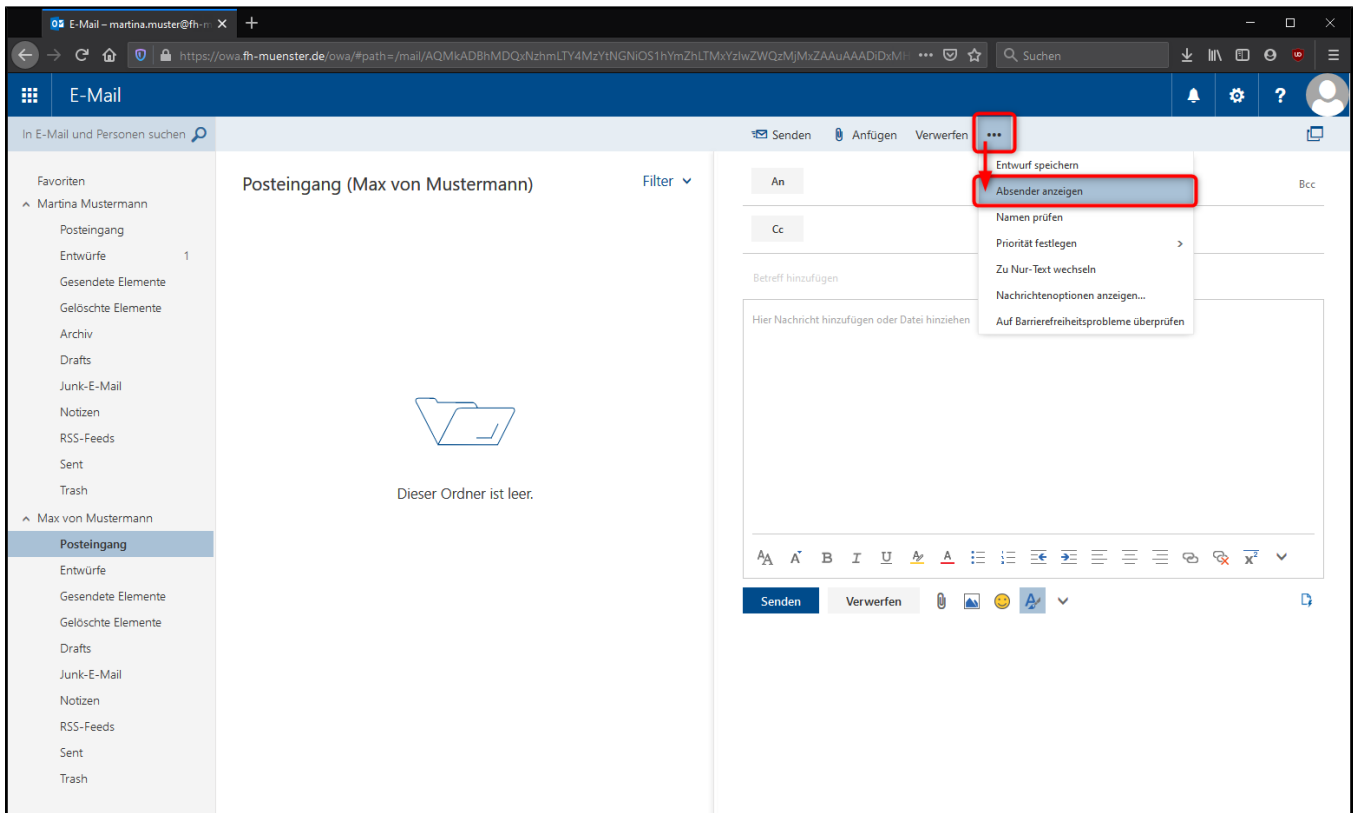 E-Mail – martina.muster@fh-m
https://owa.fh-muenster.de/owa/#path=/mail/
Suchen
E-Mail
?
In E-Mail und Personen suchen
Senden
Anfügen
Verwerfen
Favoriten
Martina Mustermann
Posteingang
Entwürfe 1
Gesendete Elemente
Gelöschte Elemente
Archiv
Drafts
Junk-E-Mail
Notizen
RSS-Feeds
Sent
Trash
Max von Mustermann
Posteingang
Entwürfe
Gesendete Elemente
Gelöschte Elemente
Drafts
Junk-E-Mail
Notizen
RSS-Feeds
Sent
Trash
Posteingang (Max von Mustermann)
Filter
Dieser Ordner ist leer.
An
Bcc
Cc
Betreff hinzufügen
Hier Nachricht hinzufügen oder Datei hinziehen
Entwurf speichern
Absender anzeigen
Namen prüfen
Priorität festlegen
Zu Nur-Text wechseln
Nachrichtenoptionen anzeigen...
Auf Barrierefreiheitsprobleme überprüfen
Senden
Verwerfen